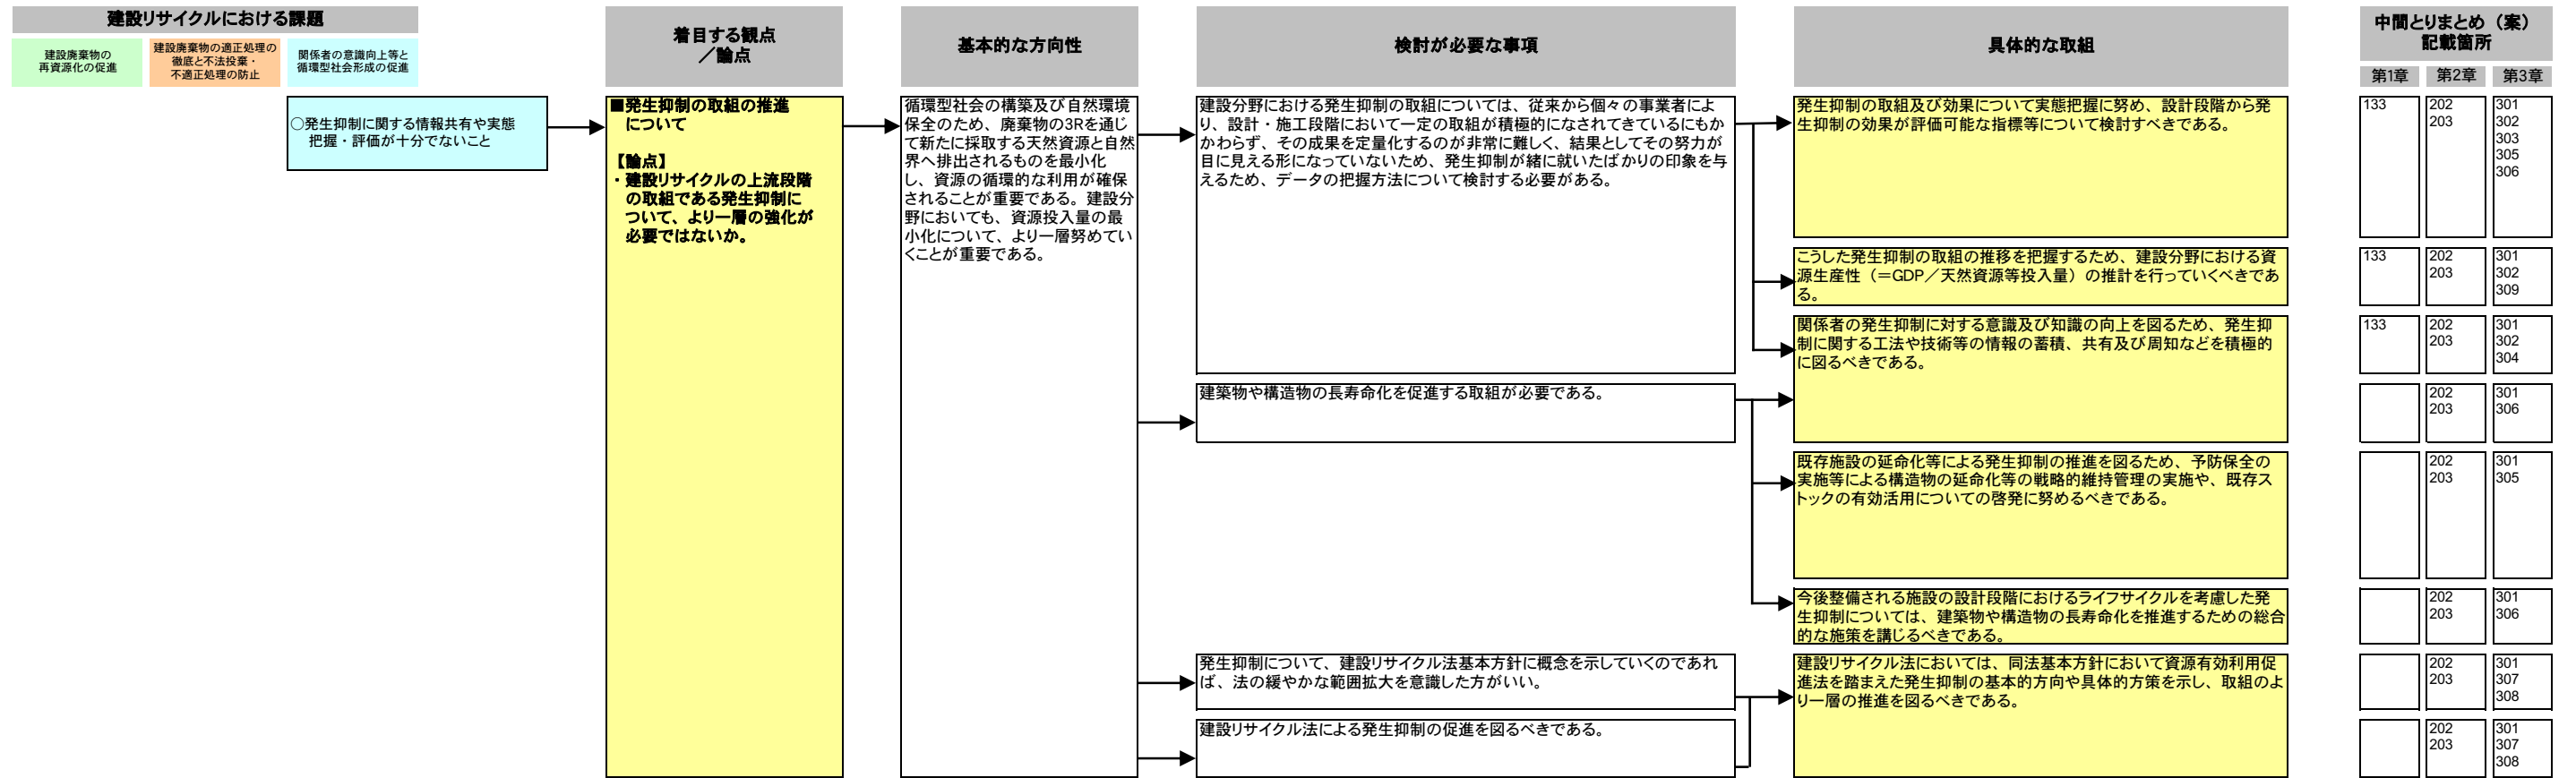 建設リサイクルにおける課題
建設廃棄物の
再資源化の促進
建設廃棄物の適正処理の
徹底と不法投棄・
不適正処理の防止
関係者の意識向上等と
循環型社会形成の促進
着目する観点
／論点
基本的な方向性
検討が必要な事項
具体的な取組
中間とりまとめ（案）
記載箇所
第1章
第2章
第3章
○発生抑制に関する情報共有や実態
把握・評価が十分でないこと
■発生抑制の取組の推進
について
【論点】
・建設リサイクルの上流段階
の取組である発生抑制に
ついて、より一層の強化が
必要ではないか。
循環型社会の構築及び自然環境
保全のため、廃棄物の3Rを通じ
て新たに採取する天然資源と自然
界へ排出されるものを最小化
し、資源の循環的な利用が確保
されることが重要である。建設分
野においても、資源投入量の最
小化について、より一層努めてい
くことが重要である。
建設分野における発生抑制の取組については、従来から個々の事業者によ
り、設計・施工段階において一定の取組が積極的になされてきているにもか
かわらず、その成果を定量化するのが非常に難しく、結果としてその努力が
目に見える形になっていないため、発生抑制が緒に就いたばかりの印象を与
えるため、データの把握方法について検討する必要がある。
建築物や構造物の長寿命化を促進する取組が必要である。
発生抑制について、建設リサイクル法基本方針に概念を示していくのであれ
ば、法の緩やかな範囲拡大を意識した方がいい。
建設リサイクル法による発生抑制の促進を図るべきである。
発生抑制の取組及び効果について実態把握に努め、設計段階から発
生抑制の効果が評価可能な指標等について検討すべきである。
こうした発生抑制の取組の推移を把握するため、建設分野における資
源生産性（＝GDP／天然資源等投入量）の推計を行っていくべきであ
る。
関係者の発生抑制に対する意識及び知識の向上を図るため、発生抑
制に関する工法や技術等の情報の蓄積、共有及び周知などを積極的
に図るべきである。
既存施設の延命化等による発生抑制の推進を図るため、予防保全の
実施等による構造物の延命化等の戦略的維持管理の実施や、既存ス
トックの有効活用についての啓発に努めるべきである。
今後整備される施設の設計段階におけるライフサイクルを考慮した発
生抑制については、建築物や構造物の長寿命化を推進するための総合
的な施策を講じるべきである。
建設リサイクル法においては、同法基本方針において資源有効利用促
進法を踏まえた発生抑制の基本的方向や具体的方策を示し、取組のよ
り一層の推進を図るべきである。
133
202
203
301
302
303
305
306
133
202
203
301
302
309
133
202
203
301
302
304
202
203
301
306
202
203
301
305
202
203
301
306
202
203
301
307
308
202
203
301
307
308